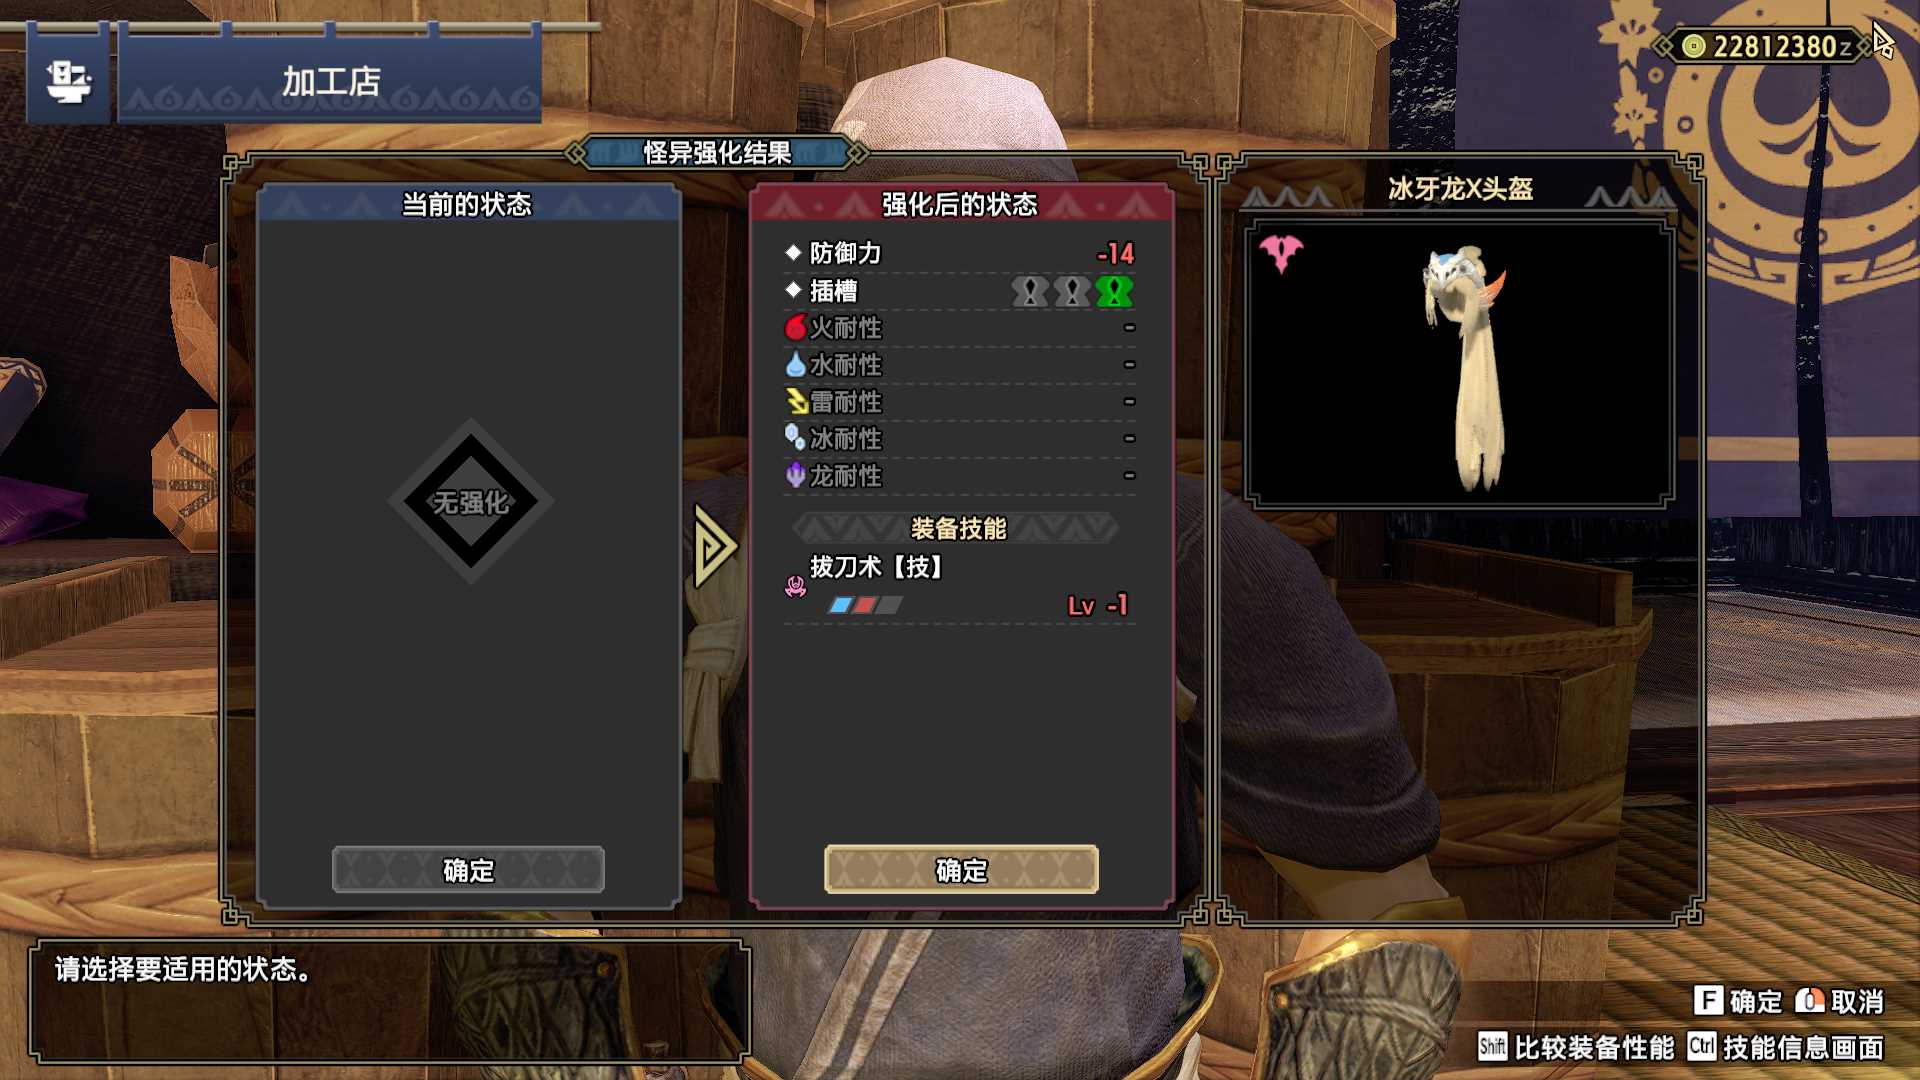 加工店
22812380z
怪异强化结果
当前的状态
无强化
确定
强化后的状态
防御力 -14
插槽
火耐性 -
水耐性 -
雷耐性 -
冰耐性 -
龙耐性 -
装备技能
拔刀术【技】
Lv -1
确定
冰牙龙X头盔
请选择要适用的状态。
F 确定 取消
Shift 比较装备性能 Ctrl 技能信息画面